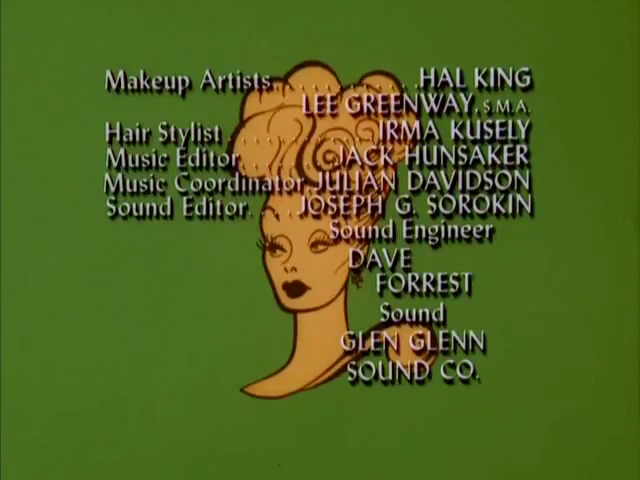 Makeup Artists. . . . . . . . . . . HAL KING
LEE GREENWAY, S.M.A.
Hair Stylist . . . . . . . . . . IRMA KUSELY
Music Editor . . . . . . . JACK HUNSAKER
Music Coordinator JULIAN DAVIDSON
Sound Editor. . . . . JOSEPH G. SOROKIN
Sound Engineer
DAVE
FORREST
Sound
GLEN GLENN
SOUND CO.